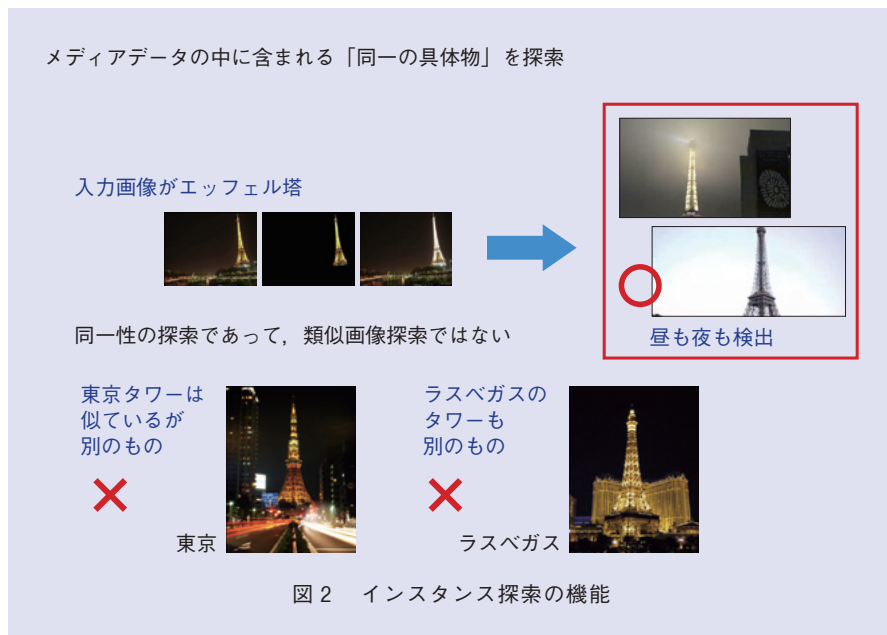 メディアデータの中に含まれる「同一の具体物」を探索
入力画像がエッフェル塔
昼も夜も検出
同一性の探索であって，類似画像探索ではない
東京タワーは
似ているが
別のもの
東京
ラスベガスの
タワーも
別のもの
ラスベガス
図2　インスタンス探索の機能